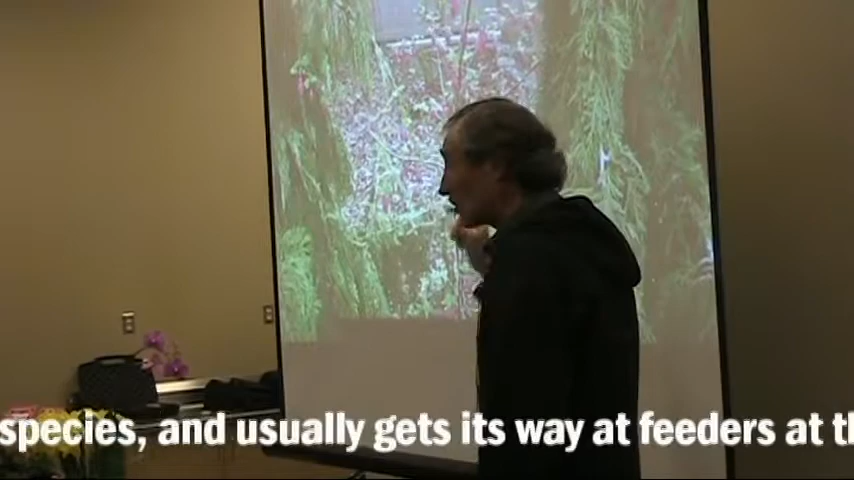 species, and usually gets its way at feeders at